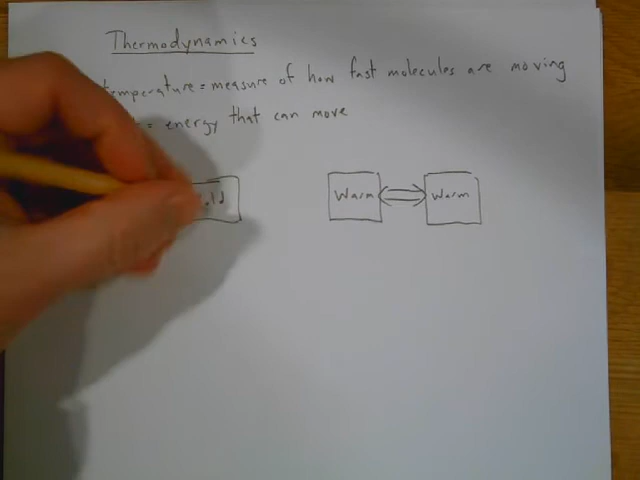 Thermodynamics
temperature = measure of how fast molecules are moving
= energy that can move
Warm Warm